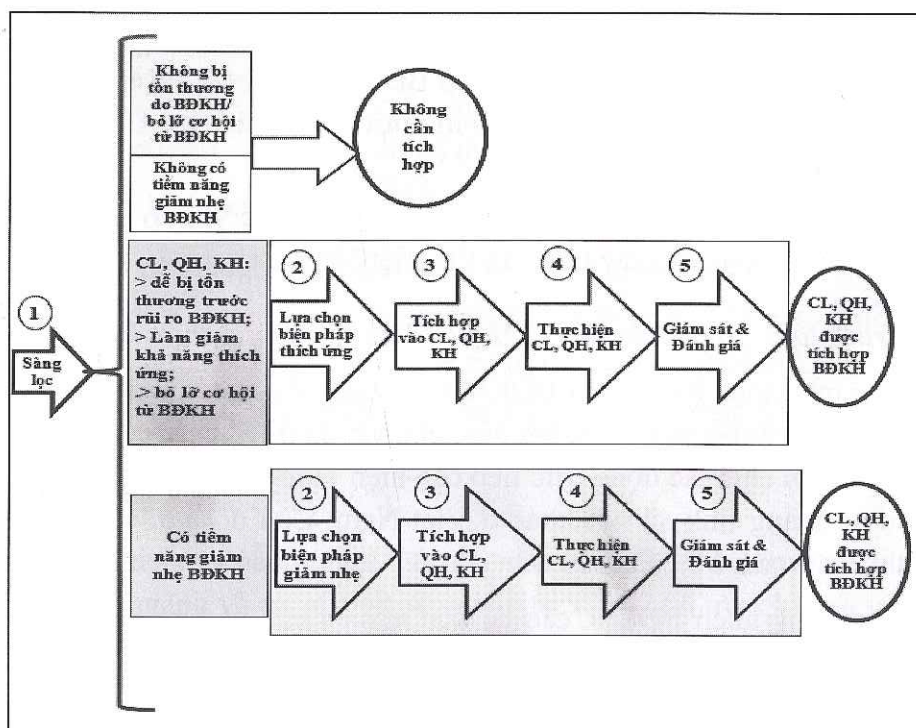 Không bị
tổn thương
do BĐKH/
bỏ lỡ cơ hội
từ BĐKH
Không có
tiềm năng
giảm nhẹ
BĐKH
Không
cần
tích
hợp
1
Sàng
lọc
CL, QH, KH:
> dễ bị tổn
thương trước
rủi ro BĐKH;
> Làm giảm
khả năng thích
ứng;
> bỏ lỡ cơ hội
từ BĐKH
2
Lựa chọn
biện pháp
thích ứng
3
Tích hợp
vào CL, QH,
KH
4
Thực hiện
CL, QH, KH
5
Giám sát &
Đánh giá
CL, QH,
KH
được
tích hợp
BĐKH
Có tiềm
năng giảm
nhẹ BĐKH
2
Lựa chọn
biện pháp
giảm nhẹ
3
Tích hợp
vào CL,
QH, KH
4
Thực hiện
CL, QH, KH
5
Giám sát &
Đánh giá
CL, QH,
KH
được
tích hợp
BĐKH